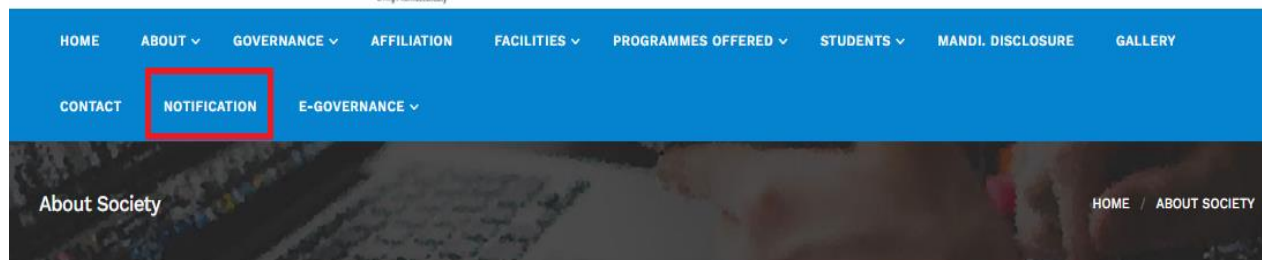 HOME ABOUT GOVERNANCE AFFILIATION FACILITIES PROGRAMMES OFFERED STUDENTS MANDI. DISCLOSURE GALLERY
CONTACT NOTIFICATION E-GOVERNANCE
About Society
HOME / ABOUT SOCIETY